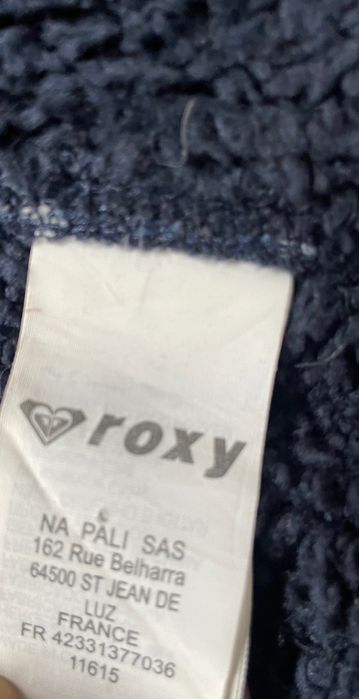 roxy
NA PALI SAS
162 Rue Belharra
64500 ST JEAN DE
LUZ
FRANCE
FR 42331377036
11615